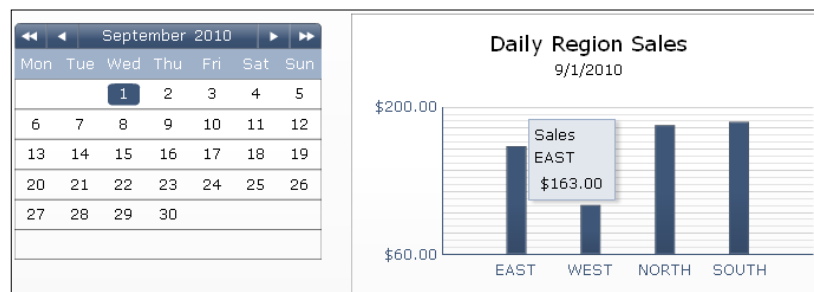 September 2010
Mon Tue Wed Thu Fri Sat Sun
1 2 3 4 5
6 7 8 9 10 11 12
13 14 15 16 17 18 19
20 21 22 23 24 25 26
27 28 29 30
Daily Region Sales
9/1/2010
$200.00
Sales
EAST
$163.00
$60.00
EAST WEST NORTH SOUTH